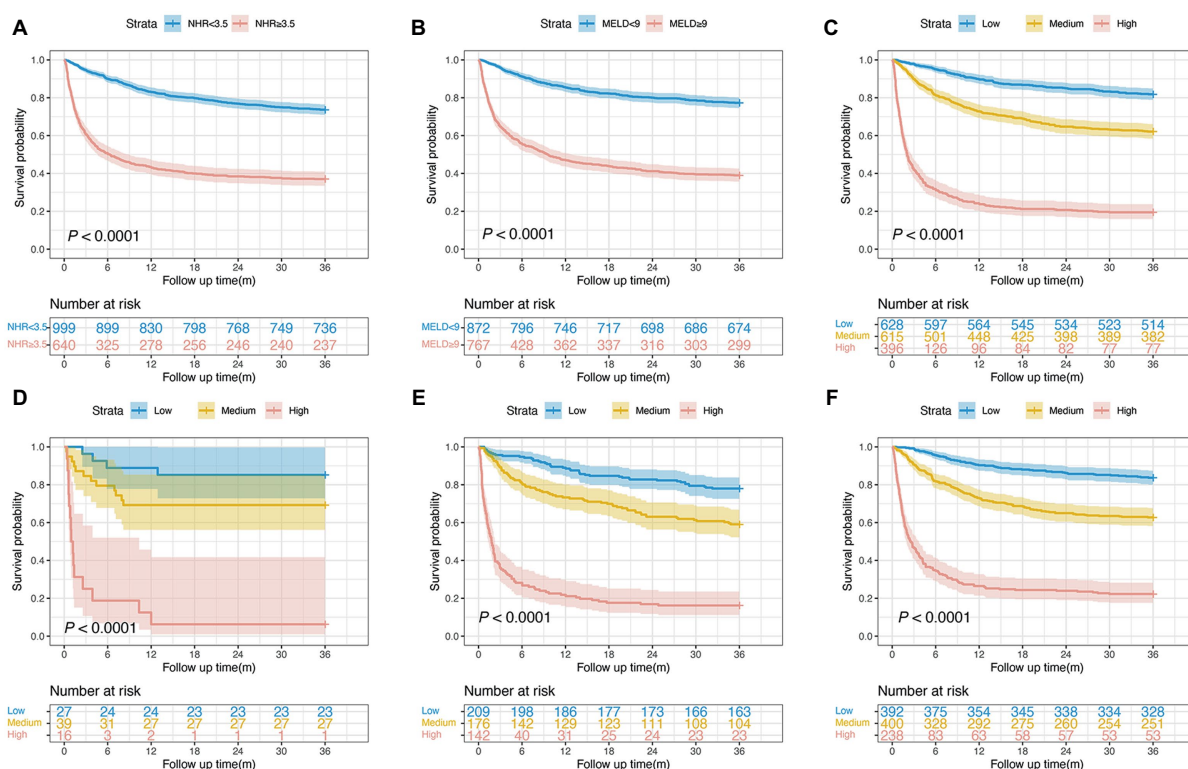 A
Strata NHR<3.5 NHR≥3.5
Survival probability
1.0
0.8
0.6
0.4
0.2
0.0
P < 0.0001
0 6 12 18 24 30 36
Follow up time(m)
Number at risk
NHR<3.5 999 899 830 798 768 749 736
NHR≥3.5 640 325 276 256 246 240 237
0 6 12 18 24 30 36
Follow up time(m)
B
Strata MELD<9 MELD≥9
Survival probability
1.0
0.8
0.6
0.4
0.2
0.0
P < 0.0001
0 6 12 18 24 30 36
Follow up time(m)
Number at risk
MELD<9 872 796 746 717 698 686 674
MELD≥9 767 428 362 337 316 303 299
0 6 12 18 24 30 36
Follow up time(m)
C
Strata Low Medium High
Survival probability
1.0
0.8
0.6
0.4
0.2
0.0
P < 0.0001
0 6 12 18 24 30 36
Follow up time(m)
Number at risk
Low 628 597 564 545 534 523 514
Medium 615 501 448 425 398 389 382
High 396 126 96 84 82 77 77
0 6 12 18 24 30 36
Follow up time(m)
D
Strata Low Medium High
Survival probability
1.0
0.8
0.6
0.4
0.2
0.0
P < 0.0001
0 6 12 18 24 30 36
Follow up time(m)
Number at risk
Low 27 24 24 23 23 23 23
Medium 39 31 27 27 27 27 27
High 16 3 2 1 1 1 1
0 6 12 18 24 30 36
Follow up time(m)
E
Strata Low Medium High
Survival probability
1.0
0.8
0.6
0.4
0.2
0.0
P < 0.0001
0 6 12 18 24 30 36
Follow up time(m)
Number at risk
Low 209 198 186 177 173 166 163
Medium 176 142 129 123 111 108 104
High 142 40 31 25 24 23 23
0 6 12 18 24 30 36
Follow up time(m)
F
Strata Low Medium High
Survival probability
1.0
0.8
0.6
0.4
0.2
0.0
P < 0.0001
0 6 12 18 24 30 36
Follow up time(m)
Number at risk
Low 392 375 354 345 338 334 328
Medium 400 328 292 275 260 254 251
High 238 83 63 58 57 53 53
0 6 12 18 24 30 36
Follow up time(m)